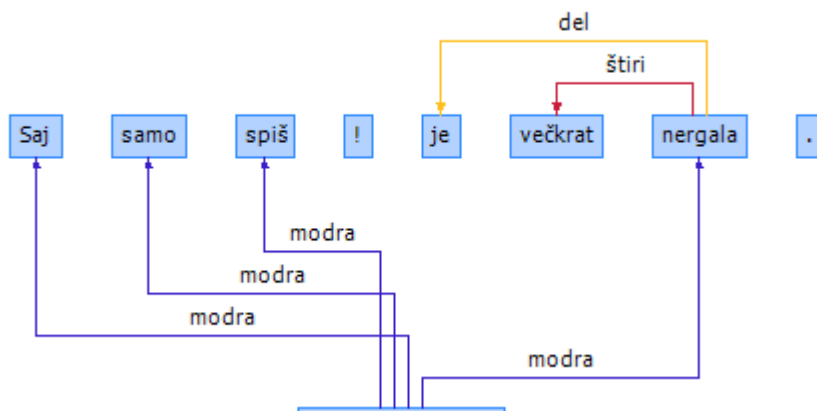 del
štiri
Saj samo spiš ! je večkrat nergala .
modra
modra
modra
modra